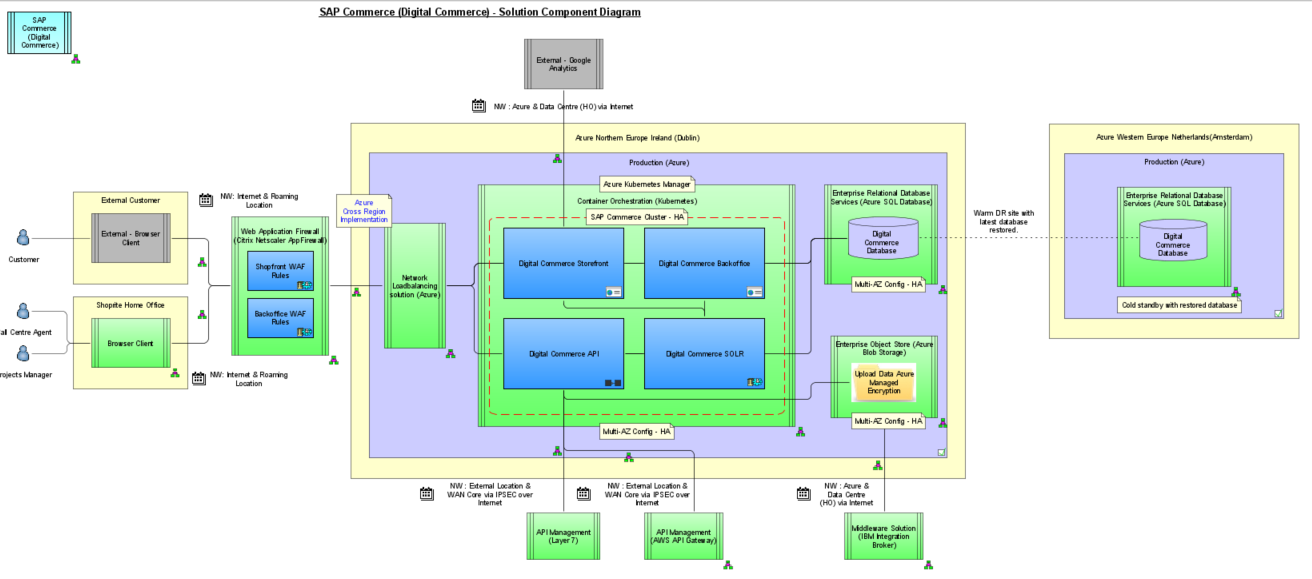 SAP Commerce (Digital Commerce) - Solution Component Diagram
SAP
Commerce
(Digital
Commerce)
External - Google
Analytics
NW : Azure & Data Centre (HO) via Internet
Azure Northern Europe Ireland (Dublin)
Production (Azure)
Azure Western Europe Netherlands(Amsterdam)
Production (Azure)
Azure Kubernetes Manager
Container Orchestration (Kubernetes)
SAP Commerce Cluster - HA
Azure
Cross Region
Implementation
External Customer
External - Browser
Client
Customer
NW: Internet & Roaming
Location
Web Application Firewall
(Citrix Netscaler AppFirewall)
Shopfront WAF
Rules
Backoffice WAF
Rules
Network
Loadbalancing
solution (Azure)
Digital Commerce Storefront
Digital Commerce Backoffice
Digital Commerce API
Digital Commerce SOLR
Multi-AZ Config - HA
Enterprise Relational Database
Services (Azure SQL Database)
Digital
Commerce
Database
Multi-AZ Config - HA
Warm DR site with
latest database
restored.
Enterprise Relational Database
Services (Azure SQL Database)
Digital
Commerce
Database
Cold standby with restored database
Shoprite Home Office
Browser Client
all Centre Agent
rojects Manager
NW: Internet & Roaming
Location
Enterprise Object Store (Azure
Blob Storage)
Upload Data Azure
Managed
Encryption
Multi-AZ Config - HA
NW : External Location &
WAN Core via IPSEC over
Internet
NW : External Location &
WAN Core via IPSEC over
Internet
NW : Azure &
Data Centre
(HO) via Internet
API Management
(Layer 7)
API Management
(AWS API Gateway)
Middleware Solution
(IBM Integration
Broker)